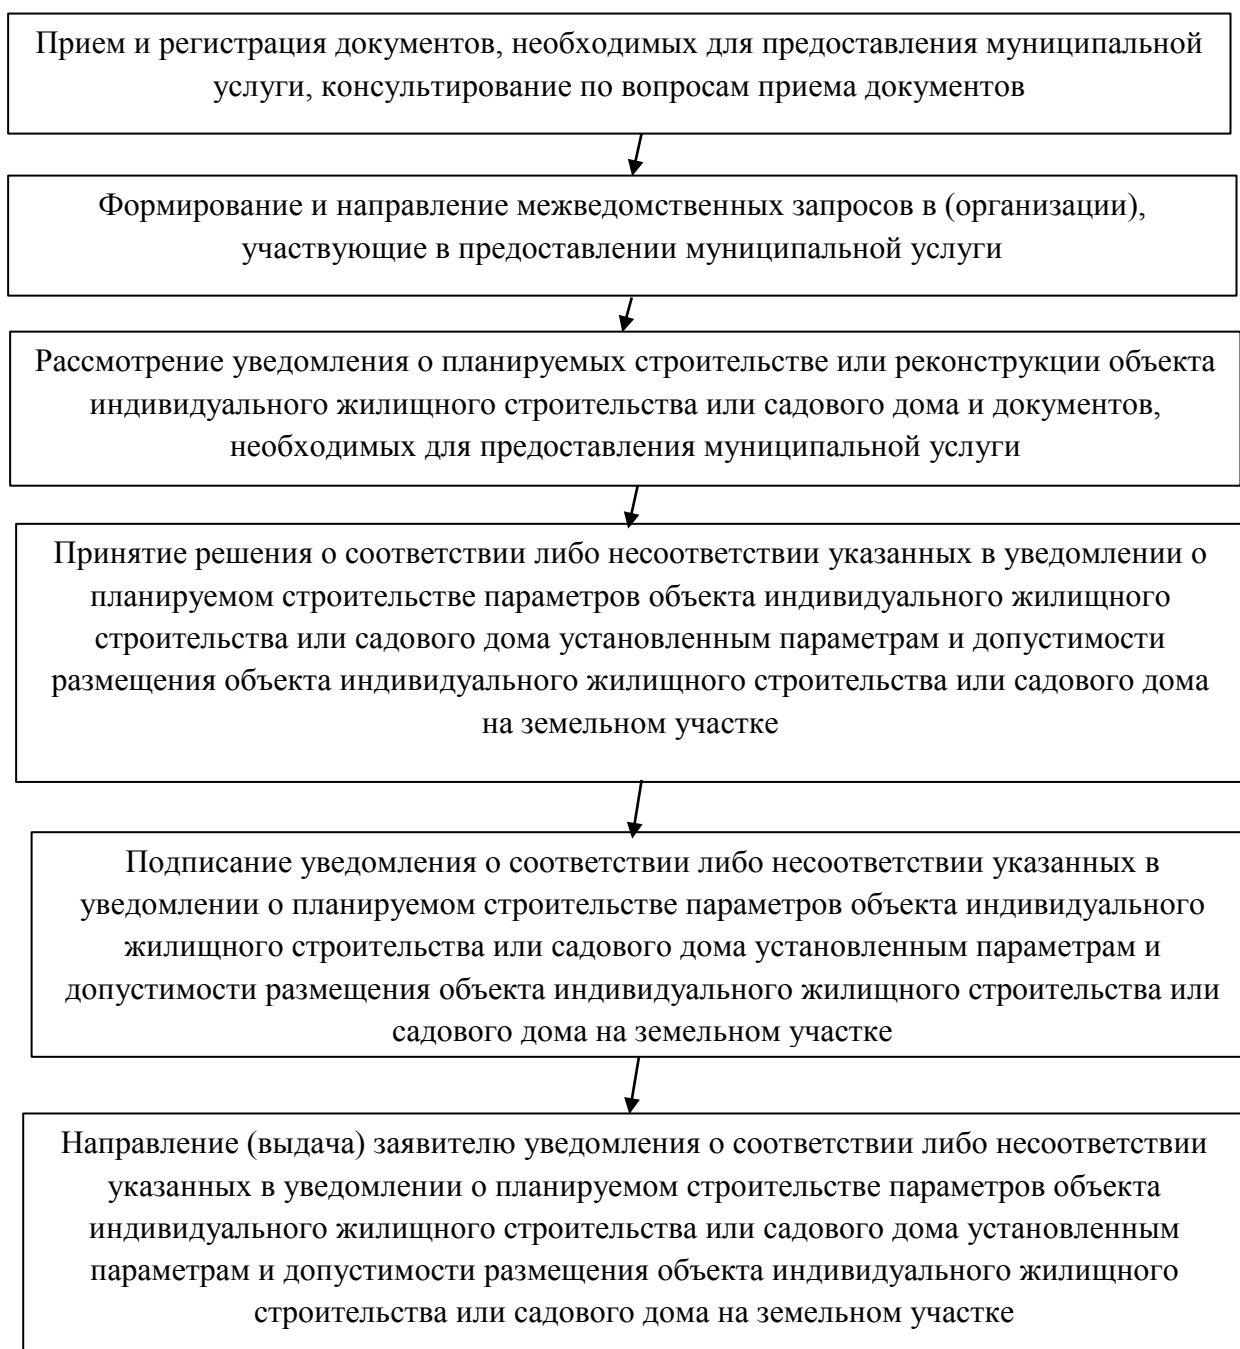 Прием и регистрация документов, необходимых для предоставления муниципальной
услуги, консультирование по вопросам приема документов
Формирование и направление межведомственных запросов в (организации),
участвующие в предоставлении муниципальной услуги
Рассмотрение уведомления о планируемых строительстве или реконструкции объекта
индивидуального жилищного строительства или садового дома и документов,
необходимых для предоставления муниципальной услуги
Принятие решения о соответствии либо несоответствии указанных в уведомлении о
планируемом строительстве параметров объекта индивидуального жилищного
строительства или садового дома установленным параметрам и допустимости
размещения объекта индивидуального жилищного строительства или садового дома
на земельном участке
Подписание уведомления о соответствии либо несоответствии указанных в
уведомлении о планируемом строительстве параметров объекта индивидуального
жилищного строительства или садового дома установленным параметрам и
допустимости размещения объекта индивидуального жилищного строительства или
садового дома на земельном участке
Направление (выдача) заявителю уведомления о соответствии либо несоответствии
указанных в уведомлении о планируемом строительстве параметров объекта
индивидуального жилищного строительства или садового дома установленным
параметрам и допустимости размещения объекта индивидуального жилищного
строительства или садового дома на земельном участке